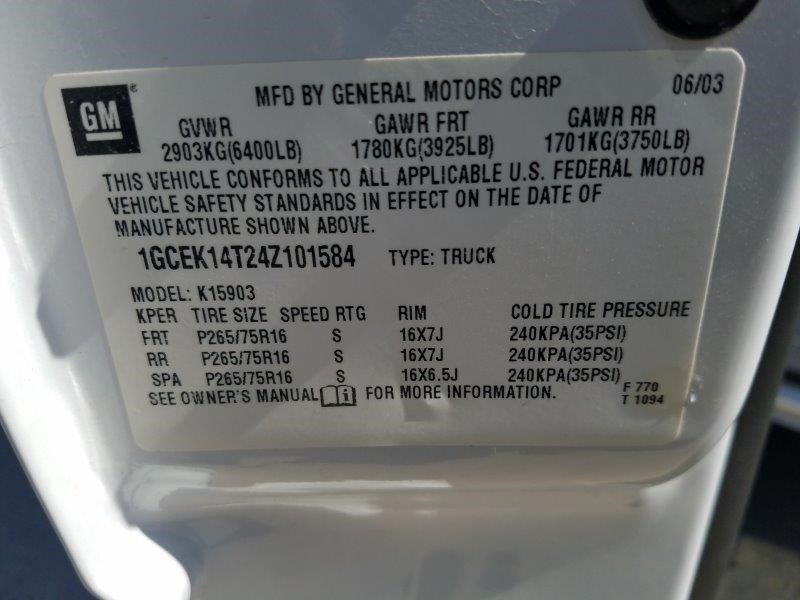 GM ®
MFD BY GENERAL MOTORS CORP 06/03
GVWR GAWR FRT GAWR RR
2903KG(6400LB) 1780KG(3925LB) 1701KG(3750LB)
THIS VEHICLE CONFORMS TO ALL APPLICABLE U.S. FEDERAL MOTOR
VEHICLE SAFETY STANDARDS IN EFFECT ON THE DATE OF
MANUFACTURE SHOWN ABOVE.
1GCEK14T24Z101584 TYPE: TRUCK
MODEL: K15903
KPER TIRE SIZE SPEED RTG RIM COLD TIRE PRESSURE
FRT P265/75R16 S 16X7J 240KPA(35PSI)
RR P265/75R16 S 16X7J 240KPA(35PSI)
SPA P265/75R16 S 16X6.5J 240KPA(35PSI)
SEE OWNER'S MANUAL i FOR MORE INFORMATION.
F 770
T 1094